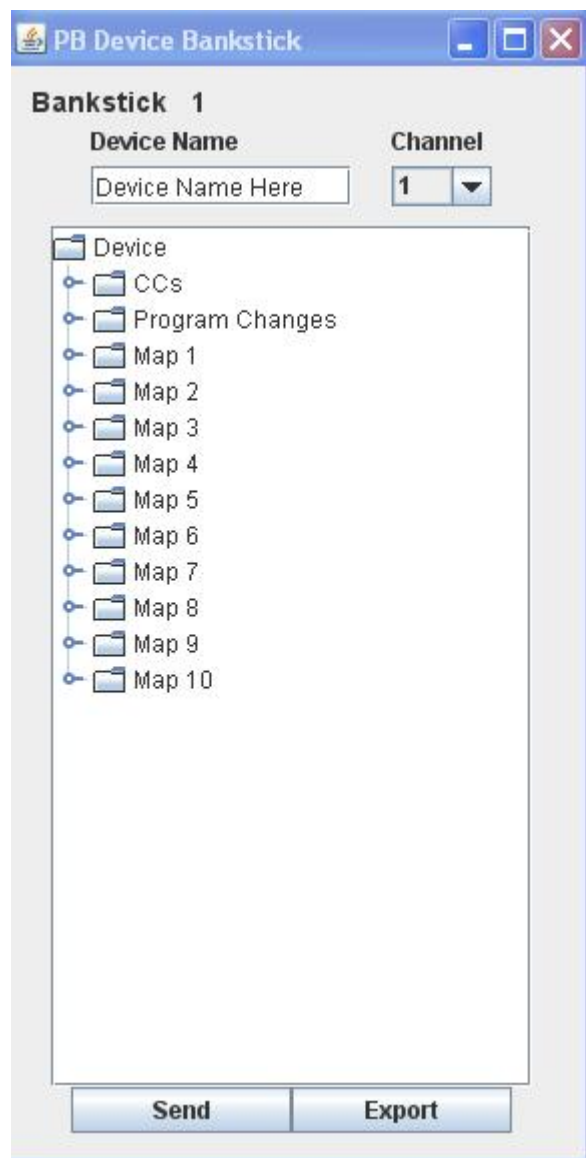 PB Device Bankstick
Bankstick 1
Device Name Channel
Device Name Here 1
Device
CCs
Program Changes
Map 1
Map 2
Map 3
Map 4
Map 5
Map 6
Map 7
Map 8
Map 9
Map 10
Send Export